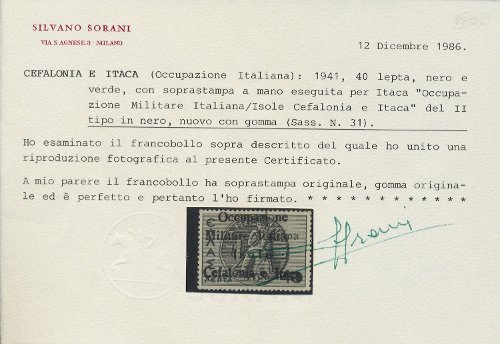 SILVANO SORANI
VIA S. AGNESE, 3 - MILANO
12 Dicembre 1986.
CEFALONIA E ITACA (Occupazione Italiana): 1941, 40 lepta, nero e
verde, con soprastampa a mano eseguita per Itaca "Occupa-
zione Militare Italiana/Isole Cefalonia e Itaca" del II
tipo in nero, nuovo con gomma (Sass. N. 31).
Ho esaminato il francobollo sopra descritto del quale ho unito una
riproduzione fotografica al presente Certificato.
A mio parere il francobollo ha soprastampa originale, gomma origina-
le ed è perfetto e pertanto l'ho firmato. * * * * * * * * * * * *
Occupazione
Militare Italiana
Cefalonia e Itac
ΛΕΠΤΑ